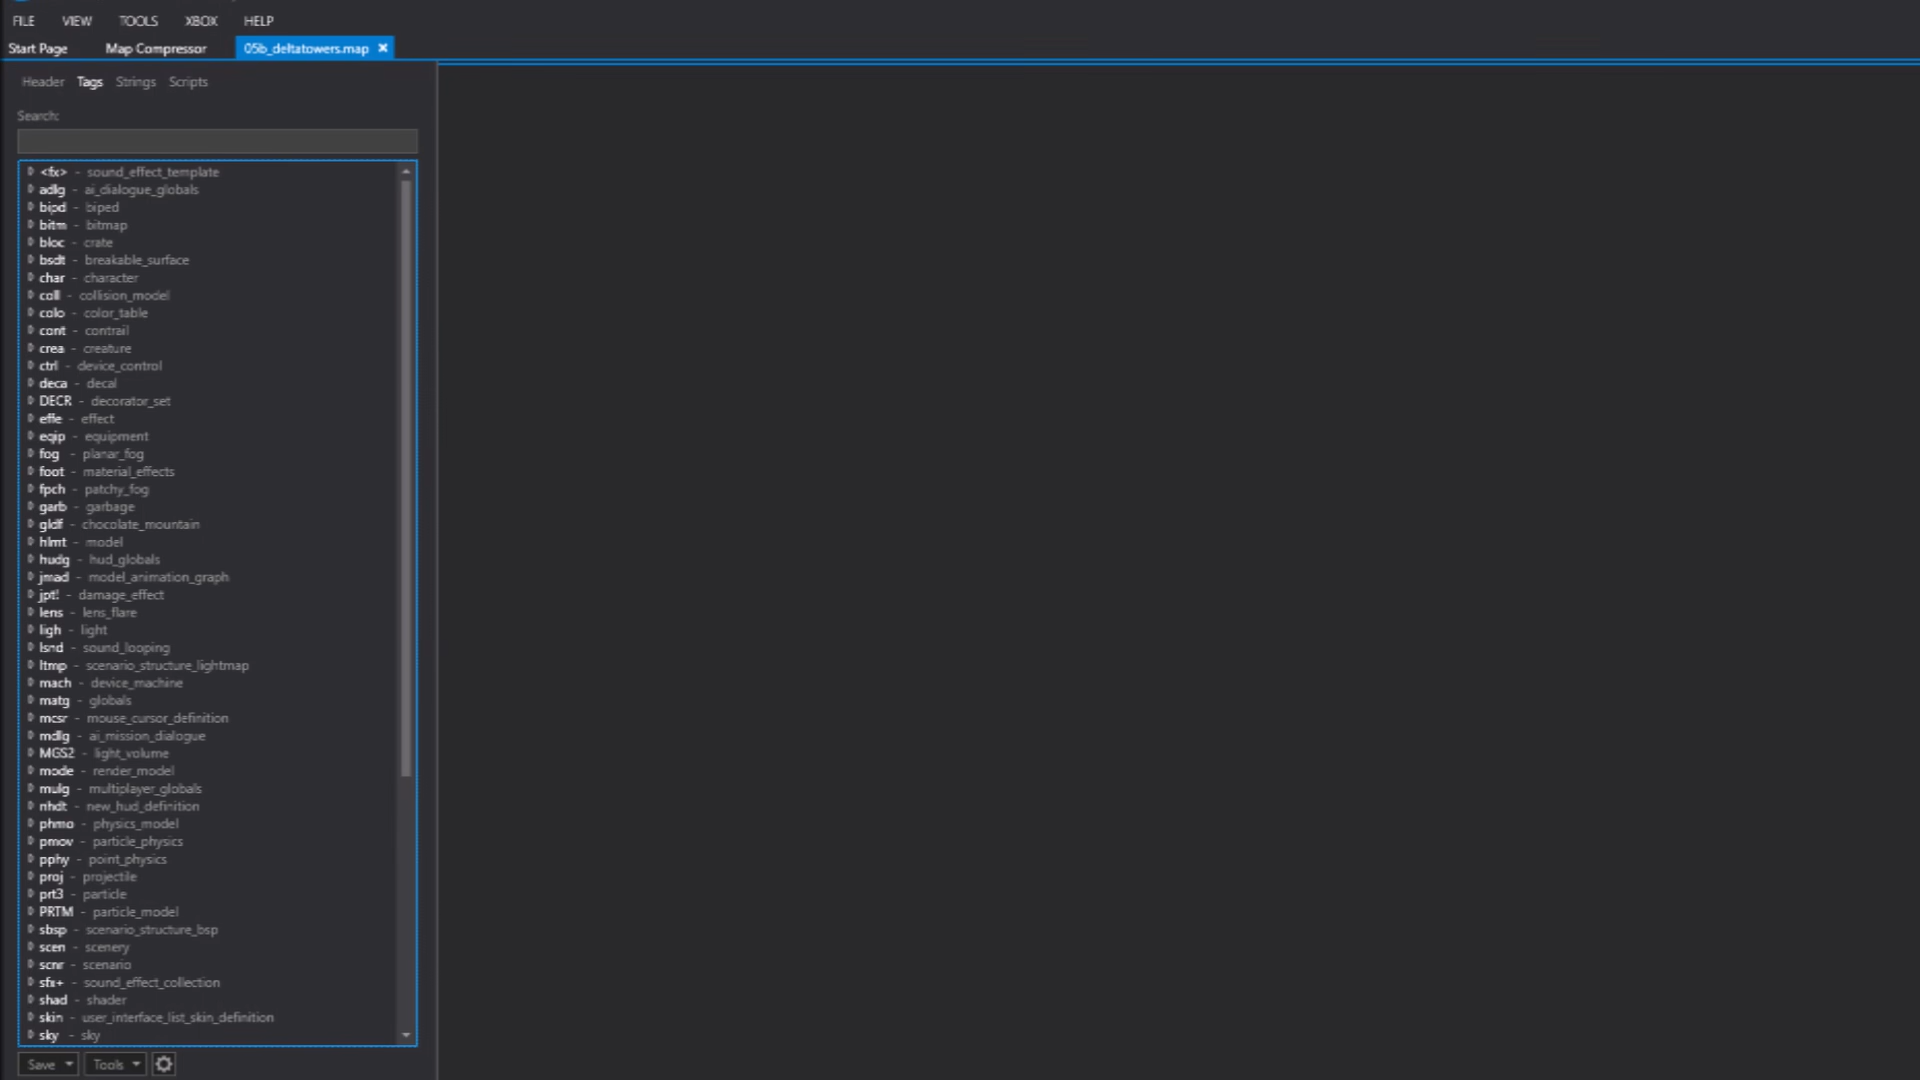 FILE VIEW TOOLS XBOX HELP
Start Page Map Compressor 05b_deltatowers.map ×
Header Tags Strings Scripts
Search:
<fx> - sound_effect_template
adlg - ai_dialogue_globals
bipd - biped
bitm - bitmap
bloc - crate
bsdt - breakable_surface
char - character
coll - collision_model
colo - color_table
cont - contrail
crea - creature
ctrl - device_control
deca - decal
DECR - decorator_set
effe - effect
eqip - equipment
fog - planar_fog
foot - material_effects
fpch - patchy_fog
garb - garbage
gldf - chocolate_mountain
hlmt - model
hudg - hud_globals
jmad - model_animation_graph
jpt! - damage_effect
lens - lens_flare
ligh - light
lsnd - sound_looping
ltmp - scenario_structure_lightmap
mach - device_machine
matg - globals
mcsr - mouse_cursor_definition
mdlg - ai_mission_dialogue
MGS2 - light_volume
mode - render_model
mulg - multiplayer_globals
nhdt - new_hud_definition
phmo - physics_model
pmov - particle_physics
pphy - point_physics
proj - projectile
prt3 - particle
PRTM - particle_model
sbsp - scenario_structure_bsp
scen - scenery
scnr - scenario
sfx+ - sound_effect_collection
shad - shader
skin - user_interface_list_skin_definition
sky - sky
Save Tools